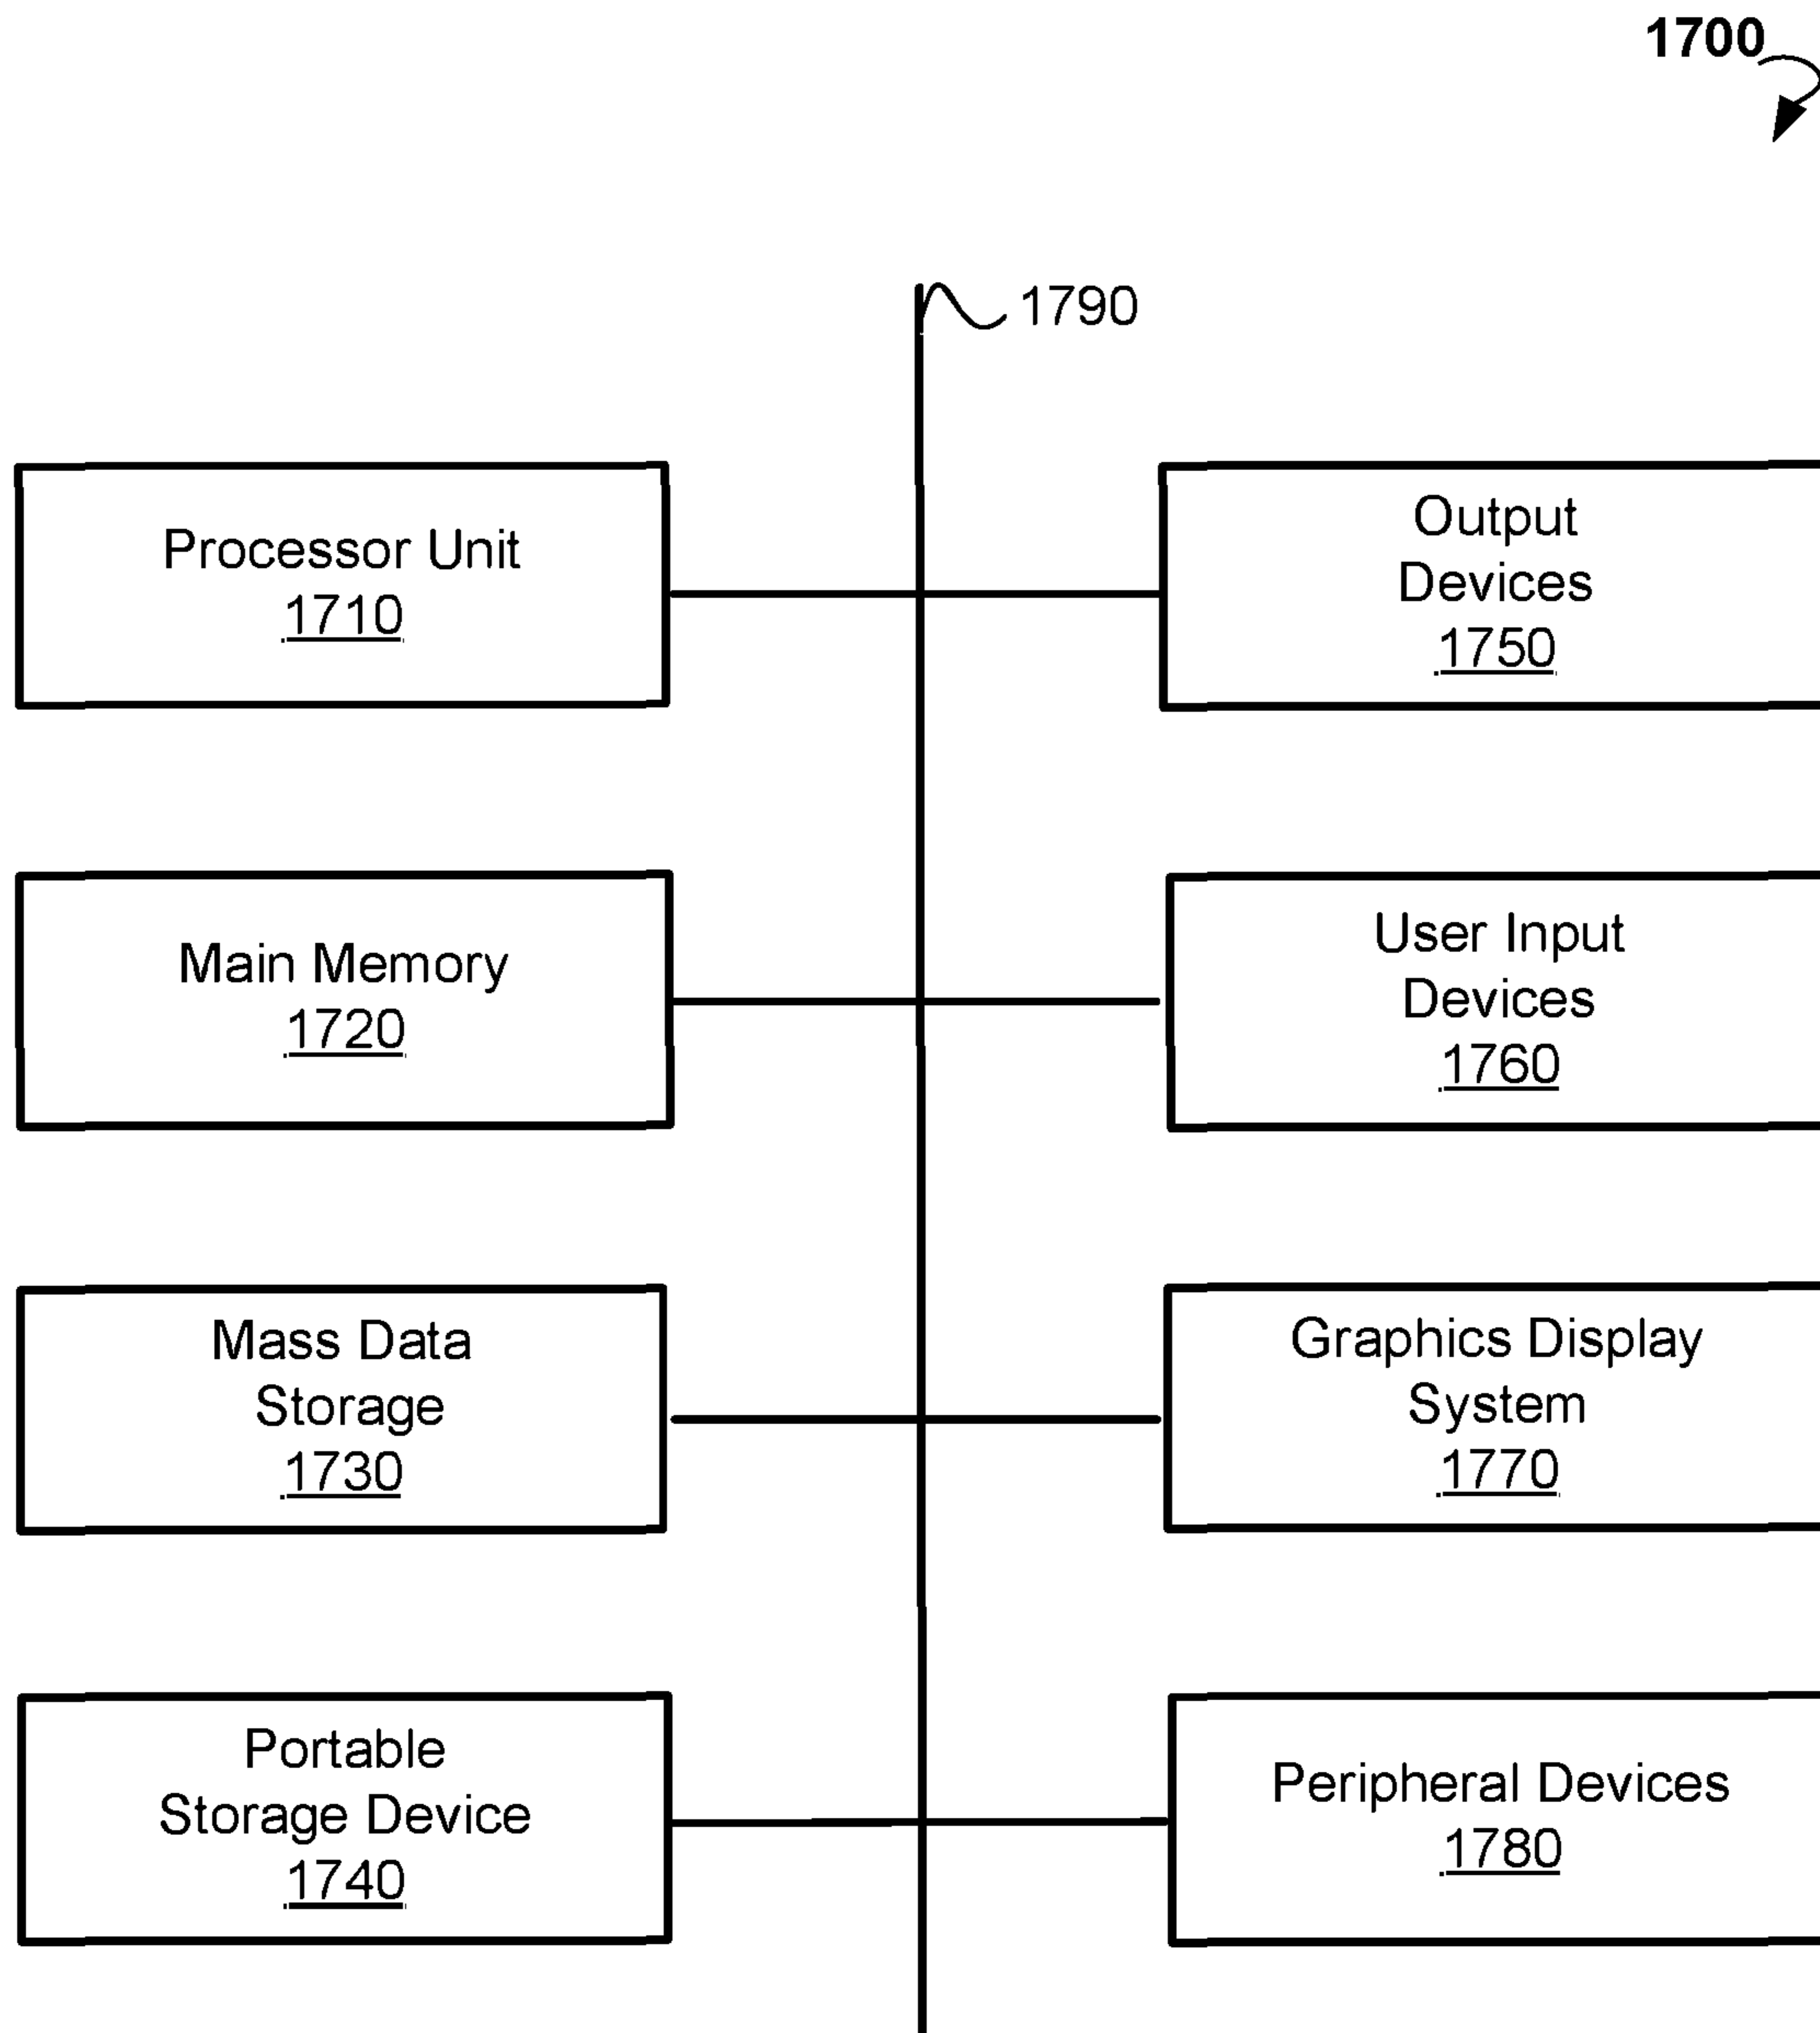 1700
1790
Processor Unit
1710
Output
Devices
1750
Main Memory
1720
User Input
Devices
1760
Mass Data
Storage
1730
Graphics Display
System
1770
Portable
Storage Device
1740
Peripheral Devices
1780